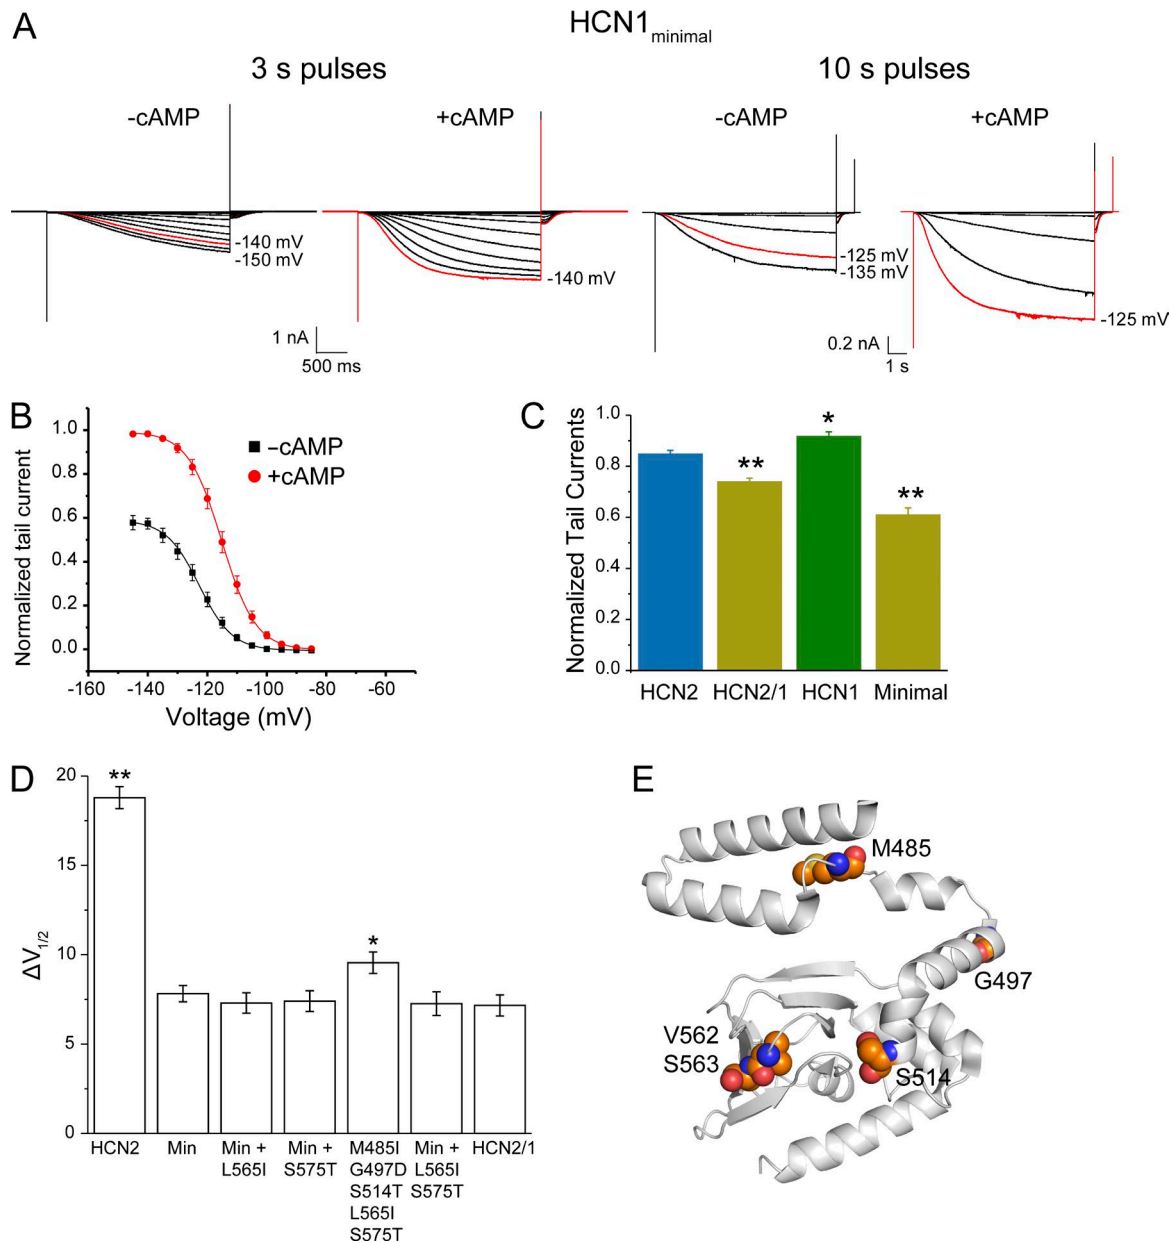 A
HCN1minimal
3 s pulses
10 s pulses
-cAMP
+cAMP
-cAMP
+cAMP
-140 mV
-150 mV
-140 mV
-125 mV
-135 mV
-125 mV
1 nA
500 ms
0.2 nA
1 s
B
Normalized tail current
1.0
0.8
0.6
0.4
0.2
0.0
–cAMP
+cAMP
-160 -140 -120 -100 -80 -60
Voltage (mV)
C
Normalized Tail Currents
1.0
0.8
0.6
0.4
0.2
0.0
**
*
**
HCN2 HCN2/1 HCN1 Minimal
D
ΔV1/2
20
15
10
5
0
**
*
HCN2
Min
Min +
L565I
Min +
S575T
M485I
G497D
S514T
L565I
S575T
Min +
L565I
S575T
HCN2/1
E
M485
G497
V562
S563
S514